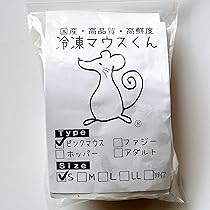 国産・高品質・高鮮度
冷凍マウスくん
Type
✓ピンクマウス □ファジー
□ホッパー □アダルト
Size
✓S □M □L □LL